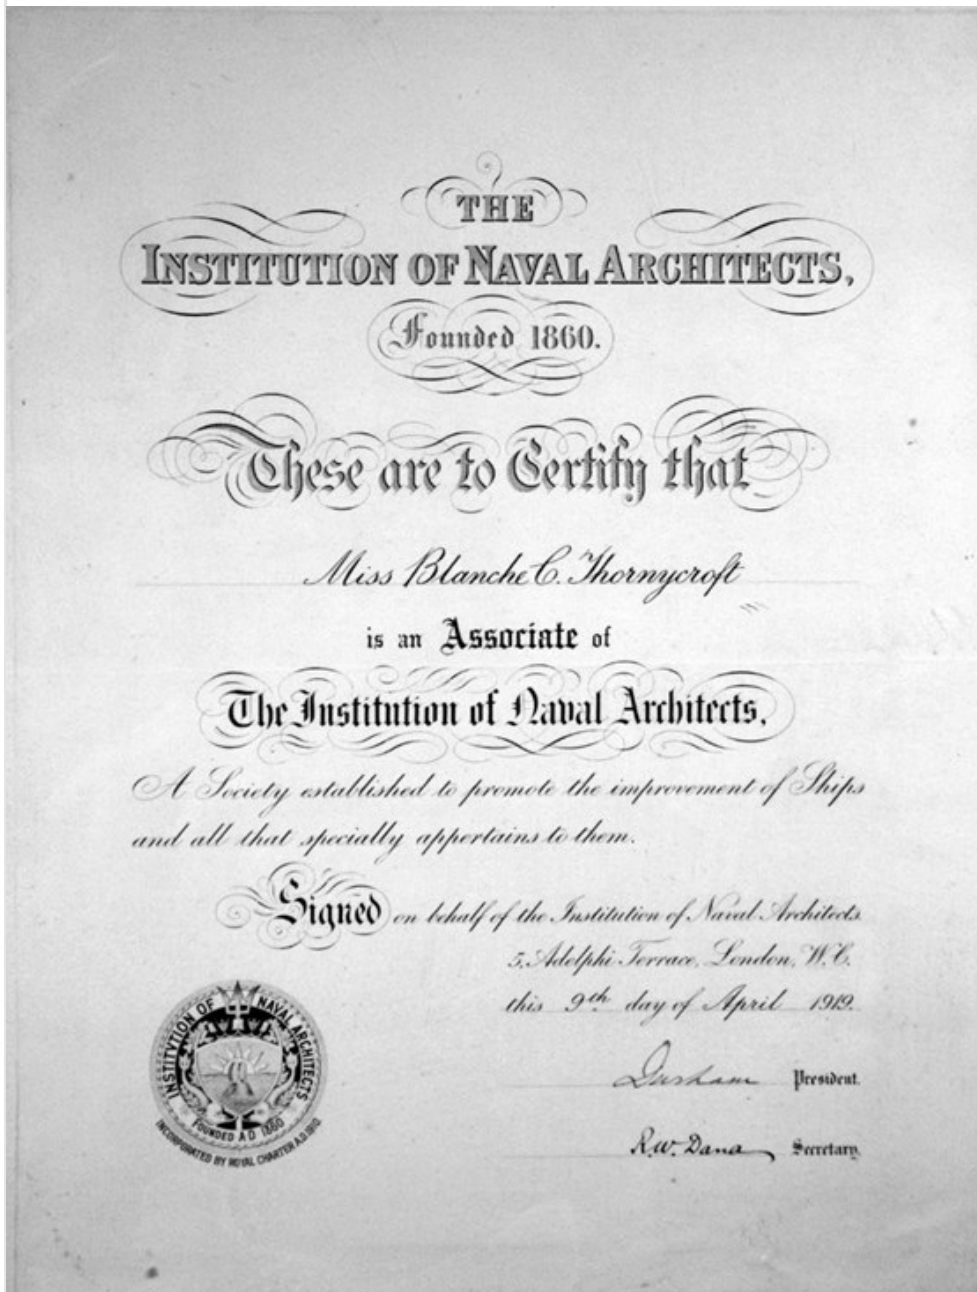 THE
INSTITUTION OF NAVAL ARCHITECTS,
Founded 1860.
These are to Certify that
Miss Blanche C. Thornycroft
is an Associate of
The Institution of Naval Architects,
A Society established to promote the improvement of Ships
and all that specially appertains to them.
Signed on behalf of the Institution of Naval Architects
5, Adelphi Terrace, London, W.C.
this 9th day of April 1919.
Durham President.
R.W. Dana Secretary.
INSTITVTION OF NAVAL ARCHITECTS
FOUNDED A.D 1860
INCORPORATED BY ROYAL CHARTER A.D. 1910